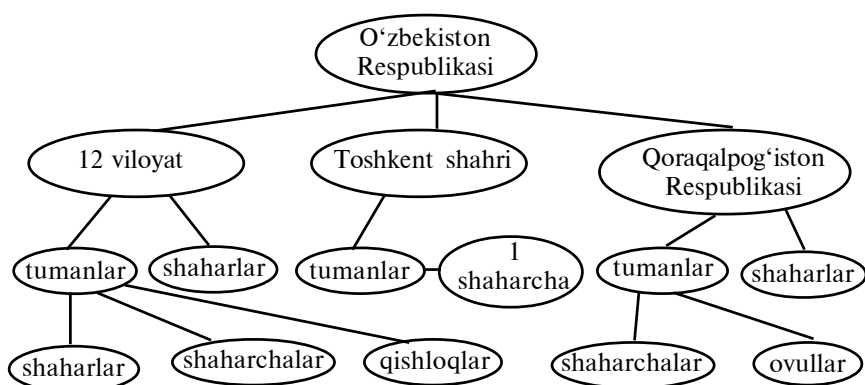 O‘zbekiston
Respublikasi
12 viloyat
Toshkent shahri
Qoraqalpog‘iston
Respublikasi
tumanlar
shaharlar
tumanlar
1
shaharcha
tumanlar
shaharlar
shaharlar
shaharchalar
qishloqlar
shaharchalar
ovullar